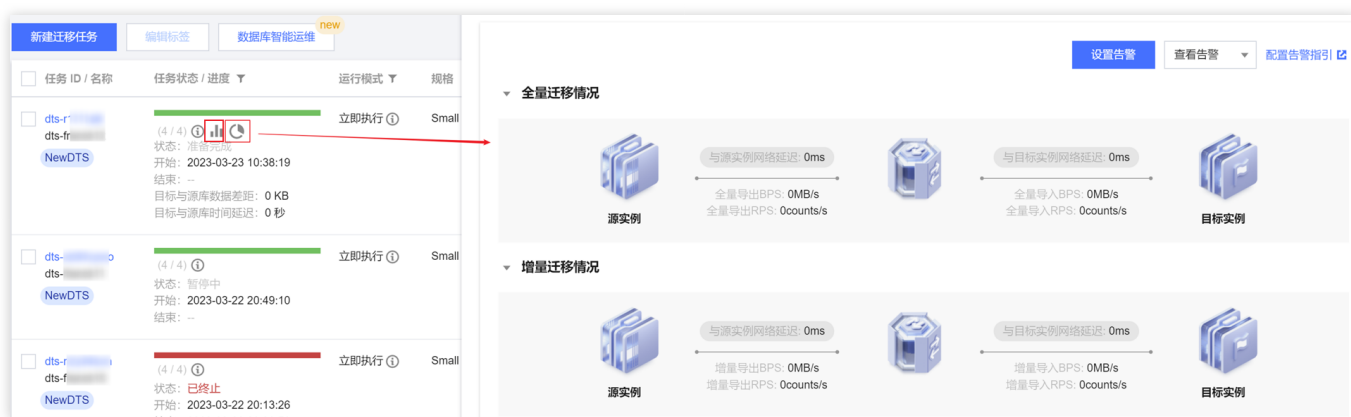 新建迁移任务
编辑标签
数据库智能运维
new
任务 ID / 名称
任务状态 / 进度
运行模式
规格
dts-r
dts-fr
NewDTS
(4 / 4)
状态：准备完成
开始：2023-03-23 10:38:19
结束：--
目标与源库数据差距：0 KB
目标与源库时间延迟：0 秒
立即执行
Small
dts-
dts-
NewDTS
(4 / 4)
状态：暂停中
开始：2023-03-22 20:49:10
结束：--
立即执行
Small
dts-r
dts-f
NewDTS
(4 / 4)
状态：已终止
开始：2023-03-22 20:13:26
立即执行
Small
设置告警
查看告警
配置告警指引
全量迁移情况
与源实例网络延迟: 0ms
全量导出BPS: 0MB/s
全量导出RPS: 0counts/s
源实例
与目标实例网络延迟: 0ms
全量导入BPS: 0MB/s
全量导入RPS: 0counts/s
目标实例
增量迁移情况
与源实例网络延迟: 0ms
增量导出BPS: 0MB/s
增量导出RPS: 0counts/s
源实例
与目标实例网络延迟: 0ms
增量导入BPS: 0MB/s
增量导入RPS: 0counts/s
目标实例